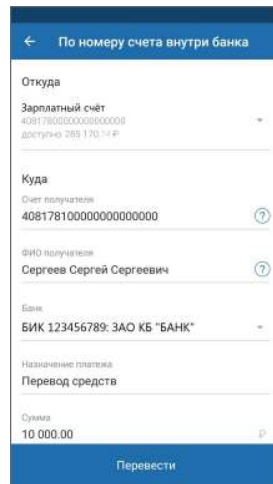 По номеру счета внутри банка
Откуда
Зарплатный счёт
40817800000000000000
доступно 285 170.14 ₽
Куда
Счет получателя
408178100000000000000
ФИО получателя
Сергеев Сергей Сергеевич
Банк
БИК 123456789: ЗАО КБ "БАНК"
Назначение платежа
Перевод средств
Сумма
10 000.00 ₽
Перевести